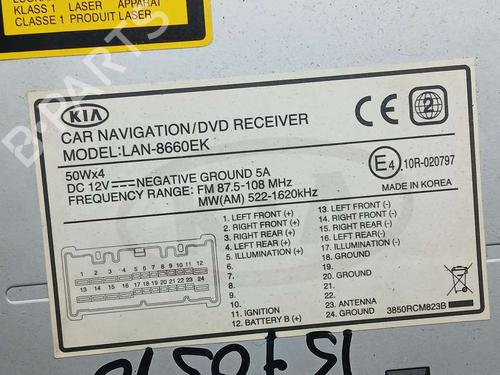 KLASS 1 LASER APPARAT
CLASSE 1 PRODUIT LASER
KIA
CAR NAVIGATION/DVD RECEIVER
MODEL:LAN-8660EK
CE 2
50Wx4
DC 12V NEGATIVE GROUND 5A
FREQUENCY RANGE: FM 87.5-108 MHz
MW(AM) 522-1620kHz
E4 10R-020797
MADE IN KOREA
1. LEFT FRONT (+)
2. RIGHT FRONT (+)
3. RIGHT REAR (+)
4. LEFT REAR (+)
5. ILLUMINATION (+)
6.
7.
8.
9.
10.
11. IGNITION
12. BATTERY B (+)
13. LEFT FRONT (-)
14. RIGHT FRONT (-)
15. RIGHT REAR (-)
16. LEFT REAR (-)
17. ILLUMINATION (-)
18. GROUND
19.
20. GROUND
21.
22.
23. ANTENNA
24. GROUND
1 2 3 4 5 6 7 8 9 10 11 12
13 14 15 16 17 18 19 20 21 22 23 24
3850RCM823B
B-PARTS